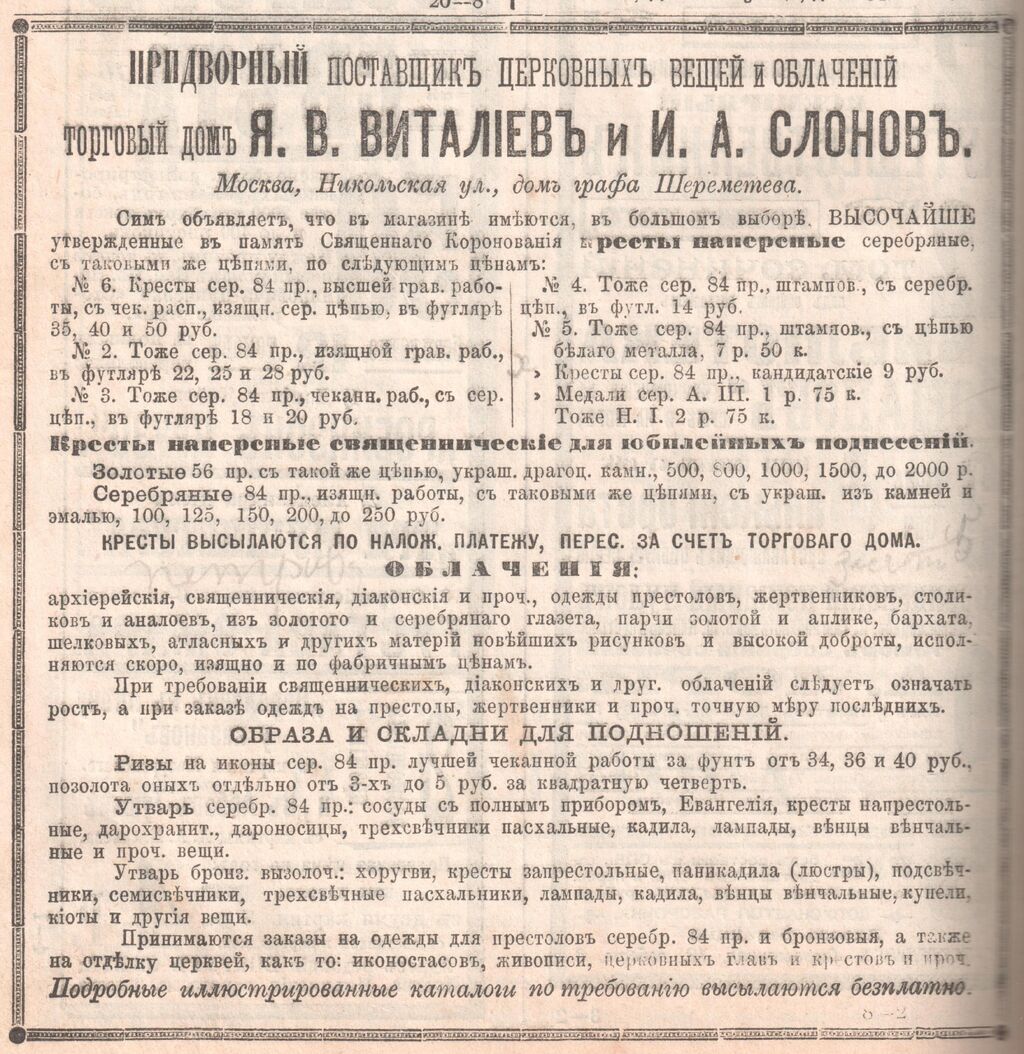 20—8
ПРИДВОРНЫЙ ПОСТАВЩИКЪ ЦЕРКОВНЫХЪ ВЕЩЕЙ и ОБЛАЧЕНІЙ
ТОРГОВЫЙ ДОМЪ Я. В. ВИТАЛІЕВЪ и И. А. СЛОНОВЪ.
Москва, Никольская ул., домъ графа Шереметева.
Симъ объявляетъ, что въ магазинѣ имѣются, въ большомъ выборѣ, ВЫСОЧАЙШЕ
утвержденные въ память Священнаго Коронованія кресты наперсные серебряные,
съ таковыми же цѣпями, по слѣдующимъ цѣнамъ:
№ 6. Кресты сер. 84 пр., высшей грав. рабо-
ты, съ чек. расп., изящн. сер. цѣпью, въ футлярѣ
35, 40 и 50 руб.
№ 2. Тоже сер. 84 пр., изящной грав. раб.,
въ футлярѣ 22, 25 и 28 руб.
№ 3. Тоже сер. 84 пр., чеканн. раб., съ сер.
цѣп., въ футлярѣ 18 и 20 руб.
№ 4. Тоже сер. 84 пр., штампов., съ серебр.
цѣп., въ футл. 14 руб.
№ 5. Тоже сер. 84 пр., штампов., съ цѣпью
бѣлаго металла, 7 р. 50 к.
› Кресты сер. 84 пр., кандидатскіе 9 руб.
› Медали сер. А. III. 1 р. 75 к.
Тоже Н. I. 2 р. 75 к.
Кресты наперсные священническіе для юбилейныхъ поднесеній.
Золотые 56 пр. съ такой же цѣпью, украш. драгоц. камн., 500, 800, 1000, 1500, до 2000 р.
Серебряные 84 пр., изящн. работы, съ таковыми же цѣпями, съ украш. изъ камней и
эмалью, 100, 125, 150, 200, до 250 руб.
КРЕСТЫ ВЫСЫЛАЮТСЯ ПО НАЛОЖ. ПЛАТЕЖУ, ПЕРЕС. ЗА СЧЕТЪ ТОРГОВАГО ДОМА.
ОБЛАЧЕНІЯ:
архіерейскія, священническія, діаконскія и проч., одежды престоловъ, жертвенниковъ, столи-
ковъ и аналоевъ, изъ золотого и серебрянаго глазета, парчи золотой и аплике, бархата,
шелковыхъ, атласныхъ и другихъ матерій новѣйшихъ рисунковъ и высокой доброты, испол-
няются скоро, изящно и по фабричнымъ цѣнамъ.
При требованіи священническихъ, діаконскихъ и друг. облаченій слѣдуетъ означать
ростъ, а при заказѣ одеждъ на престолы, жертвенники и проч. точную мѣру послѣднихъ.
ОБРАЗА И СКЛАДНИ ДЛЯ ПОДНОШЕНІЙ.
Ризы на иконы сер. 84 пр. лучшей чеканной работы за фунтъ отъ 34, 36 и 40 руб.,
позолота оныхъ отдѣльно отъ 3-хъ до 5 руб. за квадратную четверть.
Утварь серебр. 84 пр.: сосуды съ полнымъ приборомъ, Евангелія, кресты напрестоль-
ные, дарохранит., дароносицы, трехсвѣчники пасхальные, кадила, лампады, вѣнцы вѣнчаль-
ные и проч. вещи.
Утварь бронз. вызолоч.: хоругви, кресты запрестольные, паникадила (люстры), подсвѣч-
ники, семисвѣчники, трехсвѣчные пасхальники, лампады, кадила, вѣнцы вѣнчальные, купели,
кіоты и другія вещи.
Принимаются заказы на одежды для престоловъ серебр. 84 пр. и бронзовыя, а также
на отдѣлку церквей, какъ то: иконостасовъ, живописи, церковныхъ главъ и крестовъ и проч.
Подробные иллюстрированные каталоги по требованію высылаются безплатно.
8—2